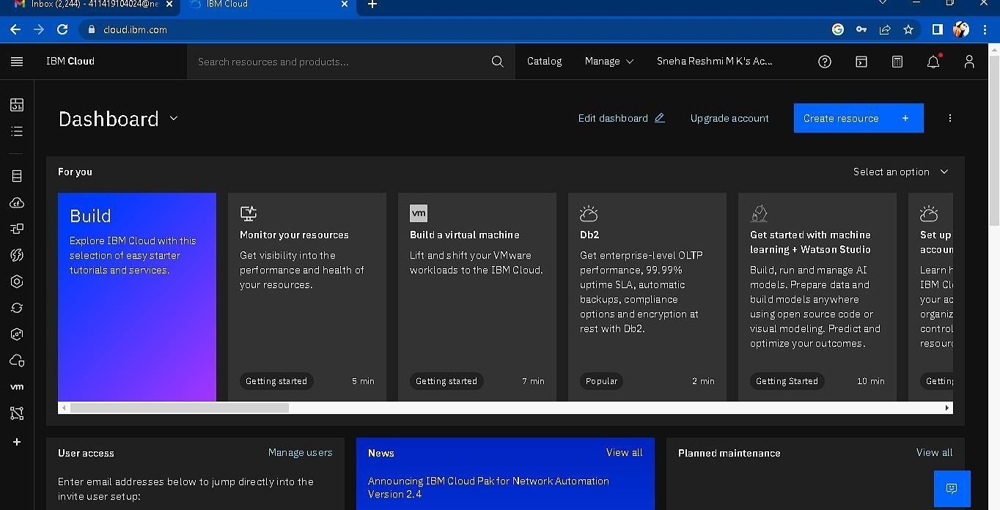 Inbox (2,244) - 411419104024@ne
IBM Cloud
cloud.ibm.com
IBM Cloud
Search resources and products...
Catalog
Manage
Sneha Reshmi M K's Ac...
Dashboard
Edit dashboard
Upgrade account
Create resource +
For you
Select an option
Build
Explore IBM Cloud with this
selection of easy starter
tutorials and services.
Monitor your resources
Get visibility into the
performance and health of
your resources.
Getting started
5 min
vm
Build a virtual machine
Lift and shift your VMware
workloads to the IBM Cloud.
Getting started
7 min
Db2
Get enterprise-level OLTP
performance, 99.99%
uptime SLA, automatic
backups, compliance
options and encryption at
rest with Db2.
Popular
2 min
Get started with machine
learning + Watson Studio
Build, run and manage AI
models. Prepare data and
build models anywhere
using open source code or
visual modeling. Predict and
optimize your outcomes.
Getting Started
10 min
Set up
accoun
Learn h
IBM Cl
your ac
organiz
control
resourc
Getting
cf
vm
User access
Manage users
Enter email addresses below to jump directly into the
invite user setup:
News
View all
Announcing IBM Cloud Pak for Network Automation
Version 2.4
Planned maintenance
View all